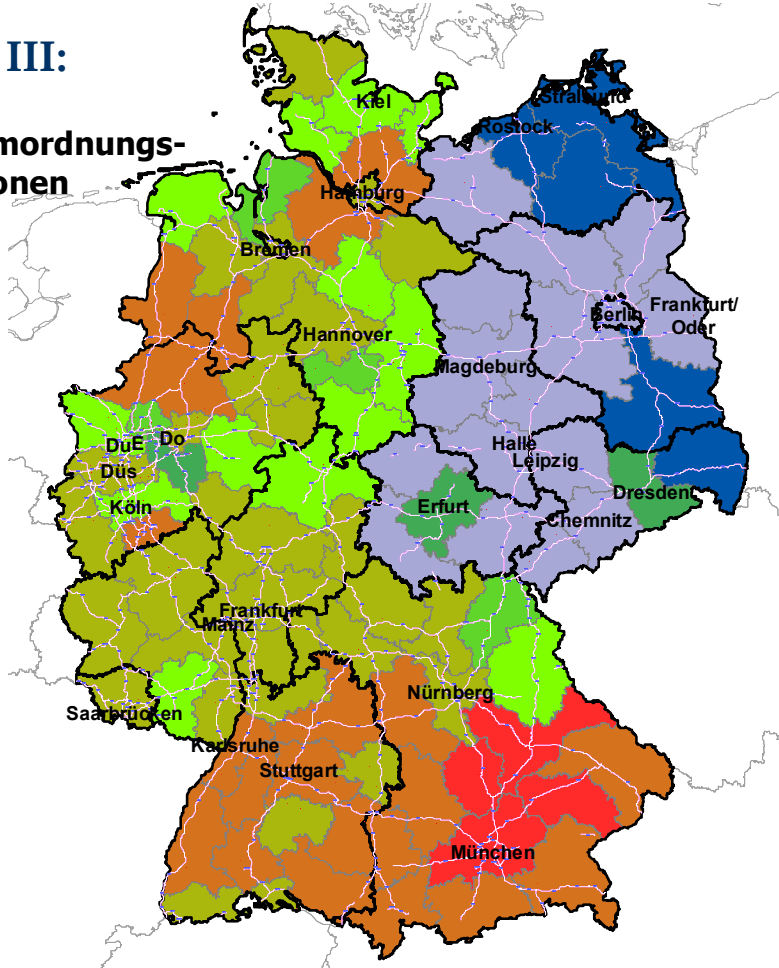 III:
mordnungs-
onen
Kiel
Stralsund
Rostock
Hamburg
Bremen
Hannover
Berlin
Frankfurt/
Oder
Magdeburg
DuE Do
Düs
Köln
Halle
Leipzig
Erfurt
Dresden
Chemnitz
Frankfurt
Mainz
Saarbrücken
Nürnberg
Karlsruhe
Stuttgart
München